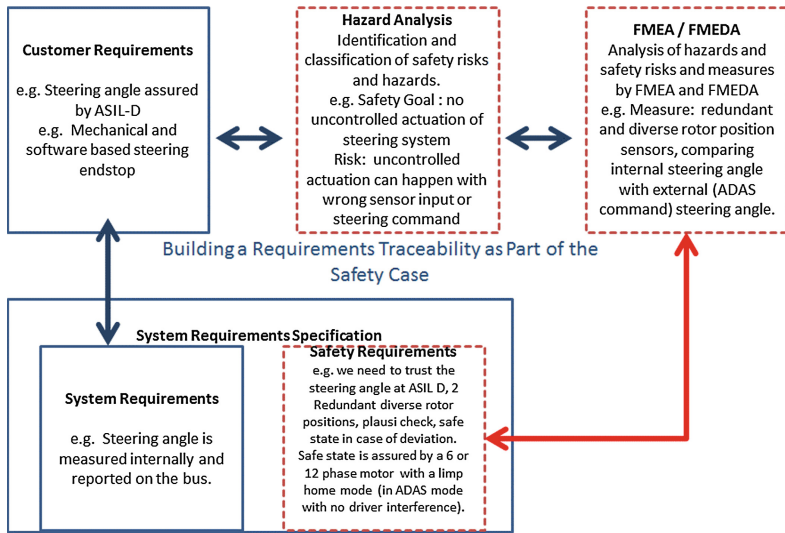 Customer Requirements
e.g. Steering angle assured
by ASIL-D
e.g. Mechanical and
software based steering
endstop
Hazard Analysis
Identification and
classification of safety risks
and hazards.
e.g. Safety Goal : no
uncontrolled actuation of
steering system
Risk: uncontrolled
actuation can happen with
wrong sensor input or
steering command
FMEA / FMEDA
Analysis of hazards and
safety risks and measures
by FMEA and FMEDA
e.g. Measure: redundant
and diverse rotor position
sensors, comparing
internal steering angle
with external (ADAS
command) steering angle.
Building a Requirements Traceability as Part of the
Safety Case
System Requirements Specification
System Requirements
e.g. Steering angle is
measured internally and
reported on the bus.
Safety Requirements
e.g. we need to trust the
steering angle at ASIL D, 2
Redundant diverse rotor
positions, plausi check, safe
state in case of deviation.
Safe state is assured by a 6 or
12 phase motor with a limp
home mode (in ADAS mode
with no driver interference).